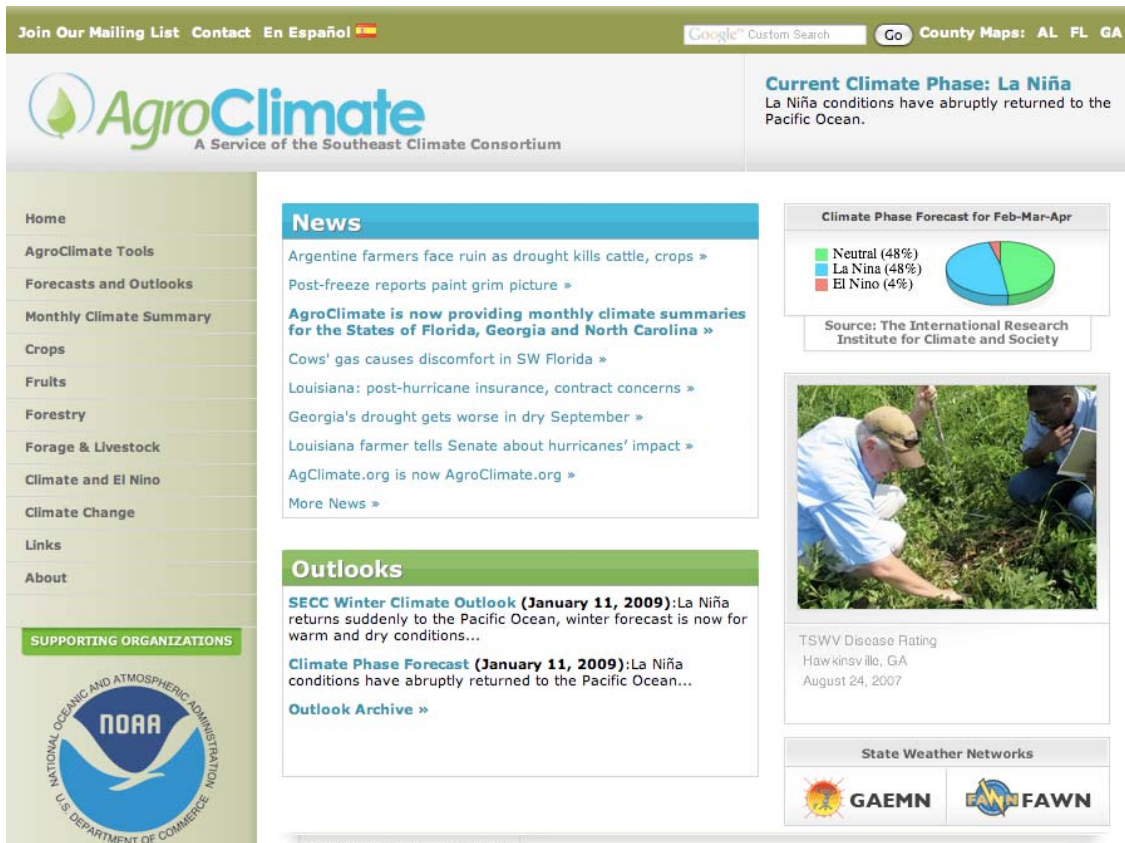 Join Our Mailing List Contact En Español
Google™ Custom Search Go County Maps: AL FL GA
AgroClimate
A Service of the Southeast Climate Consortium
Current Climate Phase: La Niña
La Niña conditions have abruptly returned to the
Pacific Ocean.
Home
AgroClimate Tools
Forecasts and Outlooks
Monthly Climate Summary
Crops
Fruits
Forestry
Forage & Livestock
Climate and El Nino
Climate Change
Links
About
SUPPORTING ORGANIZATIONS
NATIONAL OCEANIC AND ATMOSPHERIC ADMINISTRATION
NOAA
U.S. DEPARTMENT OF COMMERCE
News
Argentine farmers face ruin as drought kills cattle, crops »
Post-freeze reports paint grim picture »
AgroClimate is now providing monthly climate summaries
for the States of Florida, Georgia and North Carolina »
Cows' gas causes discomfort in SW Florida »
Louisiana: post-hurricane insurance, contract concerns »
Georgia's drought gets worse in dry September »
Louisiana farmer tells Senate about hurricanes’ impact »
AgClimate.org is now AgroClimate.org »
More News »
Outlooks
SECC Winter Climate Outlook (January 11, 2009):La Niña
returns suddenly to the Pacific Ocean, winter forecast is now for
warm and dry conditions...
Climate Phase Forecast (January 11, 2009):La Niña
conditions have abruptly returned to the Pacific Ocean...
Outlook Archive »
Climate Phase Forecast for Feb-Mar-Apr
Neutral (48%)
La Nina (48%)
El Nino (4%)
Source: The International Research
Institute for Climate and Society
TSWV Disease Rating
Hawkinsville, GA
August 24, 2007
State Weather Networks
GAEMN
FAWN FAWN